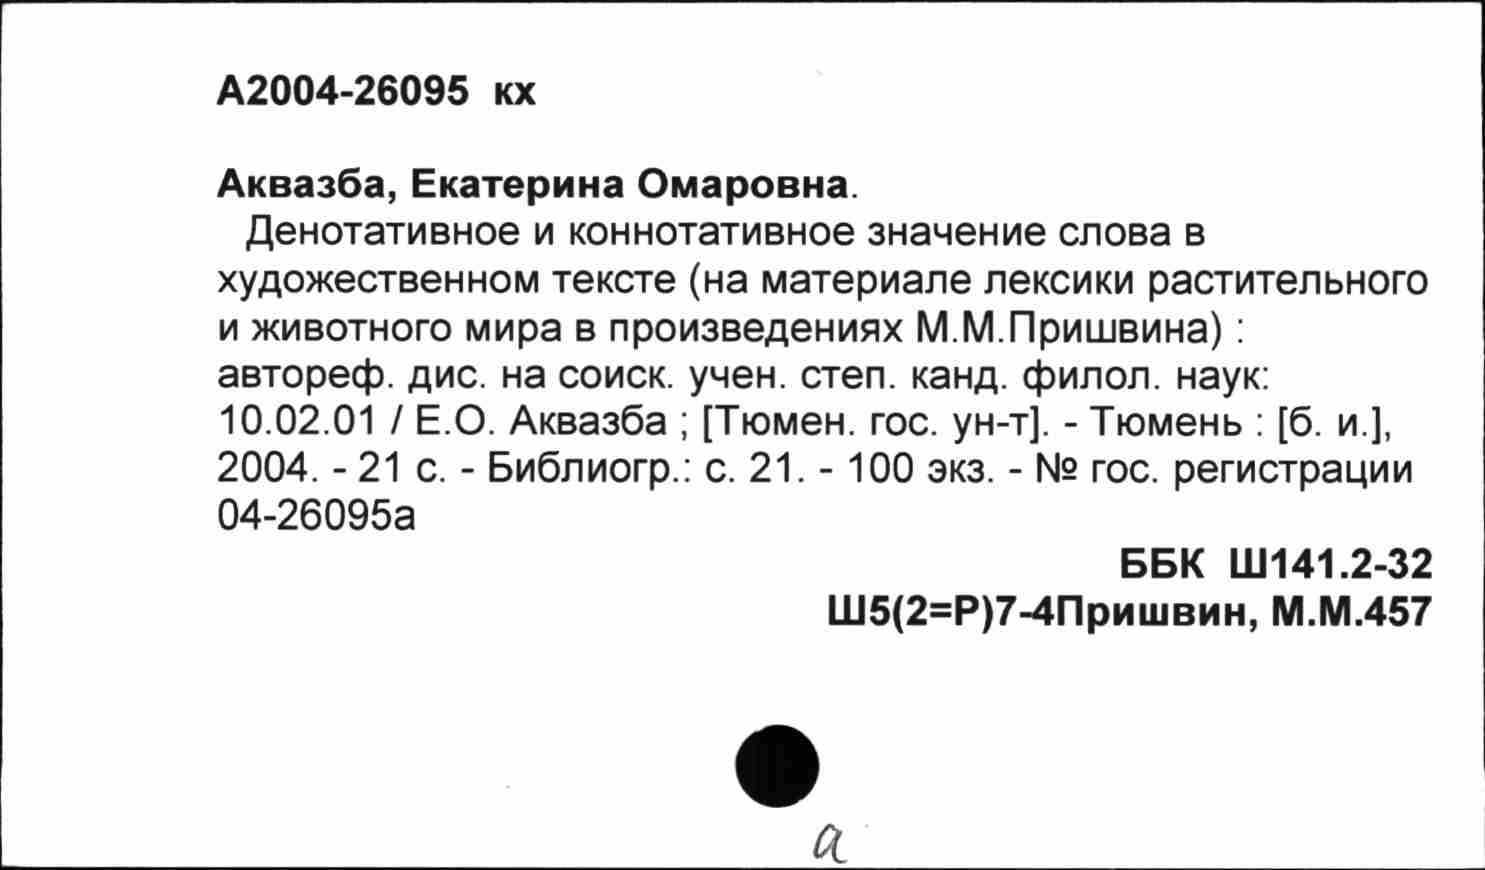 А2004-26095 кх
Аквазба, Екатерина Омаровна.
Денотативное и коннотативное значение слова в
художественном тексте (на материале лексики растительного
и животного мира в произведениях М.М.Пришвина) :
автореф. дис. на соиск. учен. степ. канд. филол. наук:
10.02.01 / Е.О. Аквазба ; [Тюмен. гос. ун-т]. - Тюмень : [б. и.],
2004. - 21 с. - Библиогр.: с. 21. - 100 экз. - № гос. регистрации
04-26095а
ББК Ш141.2-32
Ш5(2=Р)7-4Пришвин, М.М.457
а